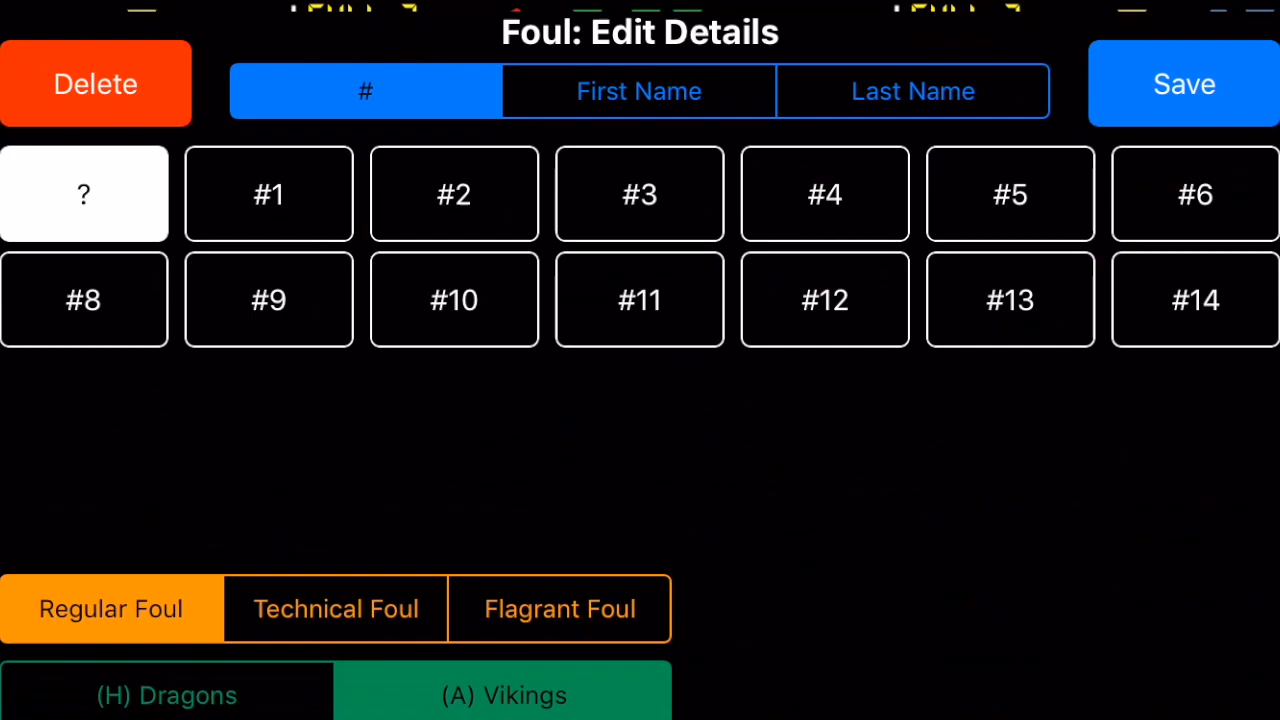 Foul: Edit Details
Delete
#
First Name
Last Name
Save
?
#1
#2
#3
#4
#5
#6
#8
#9
#10
#11
#12
#13
#14
Regular Foul
Technical Foul
Flagrant Foul
(H) Dragons
(A) Vikings